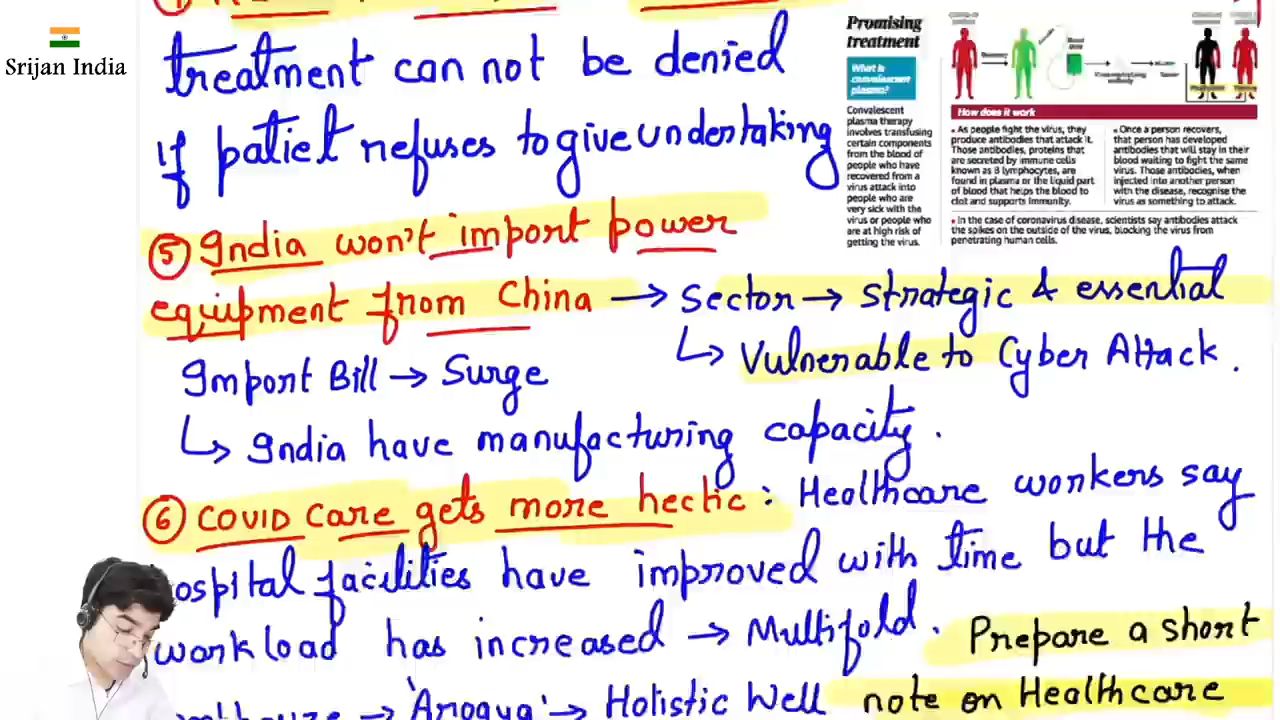 Srijan India
treatment can not be denied
if patiet refuses to give undertaking
⑤ India won't import power
equipment from China → Sector → Strategic & essential
↳ Vulnerable to Cyber Attack.
Import Bill → Surge
↳ India have manufacturing capacity.
⑥ COVID Care gets more hectic : Healthcare workers say
ospital facilities have improved with time but the
workload has increased → Multifold.
→ 'Arogya' → Holistic Well
Prepare a short
note on Healthcare
Promising
treatment
What is
convalescent
plasma?
Convalescent
plasma therapy
involves transfusing
certain components
from the blood of
people who have
recovered from a
virus attack into
people who are
very sick with the
virus or people who
are at high risk of
getting the virus.
How does it work
• As people fight the virus, they
produce antibodies that attack it.
Those antibodies, proteins that
are secreted by immune cells
known as B lymphocytes, are
found in plasma or the liquid part
of blood that helps the blood to
clot and supports immunity.
• Once a person recovers,
that person has developed
antibodies that will stay in their
blood waiting to fight the same
virus. Those antibodies, when
injected into another person
with the disease, recognise the
virus as something to attack.
• In the case of coronavirus disease, scientists say antibodies attack
the spikes on the outside of the virus, blocking the virus from
penetrating human cells.